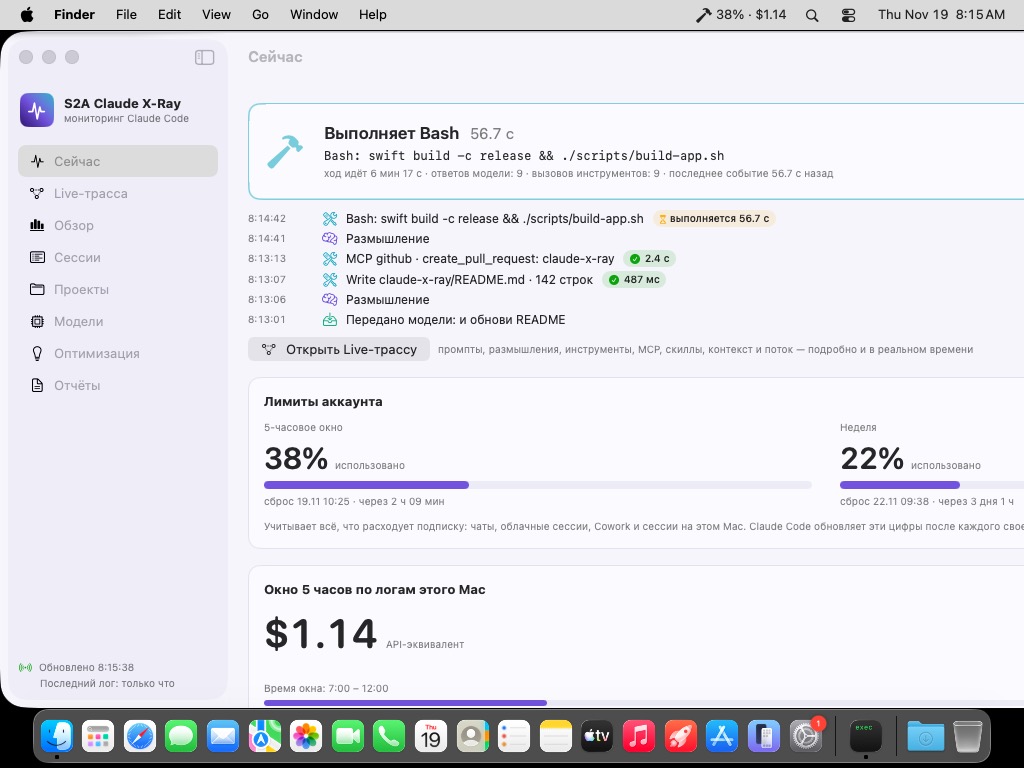 Finder File Edit View Go Window Help 38% · $1.14 Thu Nov 19 8:15 AM
Сейчас
S2A Claude X-Ray
мониторинг Claude Code
Сейчас
Live-трасса
Обзор
Сессии
Проекты
Модели
Оптимизация
Отчёты
Обновлено 8:15:38
Последний лог: только что
Выполняет Bash 56.7 с
Bash: swift build -c release && ./scripts/build-app.sh
ход идёт 6 мин 17 с · ответов модели: 9 · вызовов инструментов: 9 · последнее событие 56.7 с назад
8:14:42 Bash: swift build -c release && ./scripts/build-app.sh выполняется 56.7 с
8:14:41 Размышление
8:13:13 MCP github · create_pull_request: claude-x-ray 2.4 с
8:13:07 Write claude-x-ray/README.md · 142 строк 487 мс
8:13:06 Размышление
8:13:01 Передано модели: и обнови README
Открыть Live-трассу промпты, размышления, инструменты, MCP, скиллы, контекст и поток — подробно и в реальном времени
Лимиты аккаунта
5-часовое окно Неделя
38% использовано 22% использовано
сброс 19.11 10:25 · через 2 ч 09 мин сброс 22.11 09:38 · через 3 дня 1 ч
Учитывает всё, что расходует подписку: чаты, облачные сессии, Cowork и сессии на этом Mac. Claude Code обновляет эти цифры после каждого свое
Окно 5 часов по логам этого Mac
$1.14 API-эквивалент
Время окна: 7:00 – 12:00
Thu
19
tv
1
exec